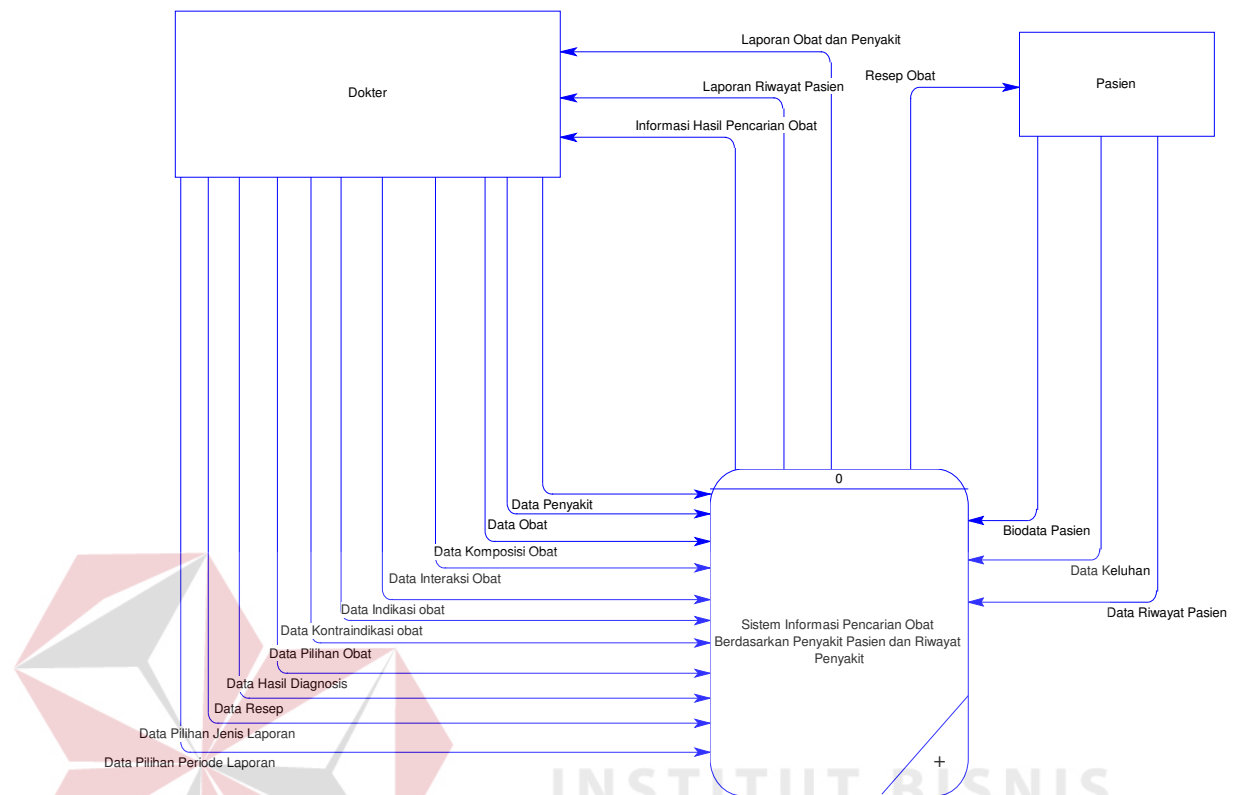 Laporan Obat dan Penyakit
Resep Obat
Pasien
Dokter
Laporan Riwayat Pasien
Informasi Hasil Pencarian Obat
0
Data Penyakit
Data Obat
Biodata Pasien
Data Komposisi Obat
Data Keluhan
Data Interaksi Obat
Data Indikasi obat
Data Riwayat Pasien
Data Kontraindikasi obat
Sistem Informasi Pencarian Obat
Berdasarkan Penyakit Pasien dan Riwayat
Penyakit
Data Pilihan Obat
Data Hasil Diagnosis
Data Resep
Data Pilihan Jenis Laporan
Data Pilihan Periode Laporan
+
INSTITUT BISNIS